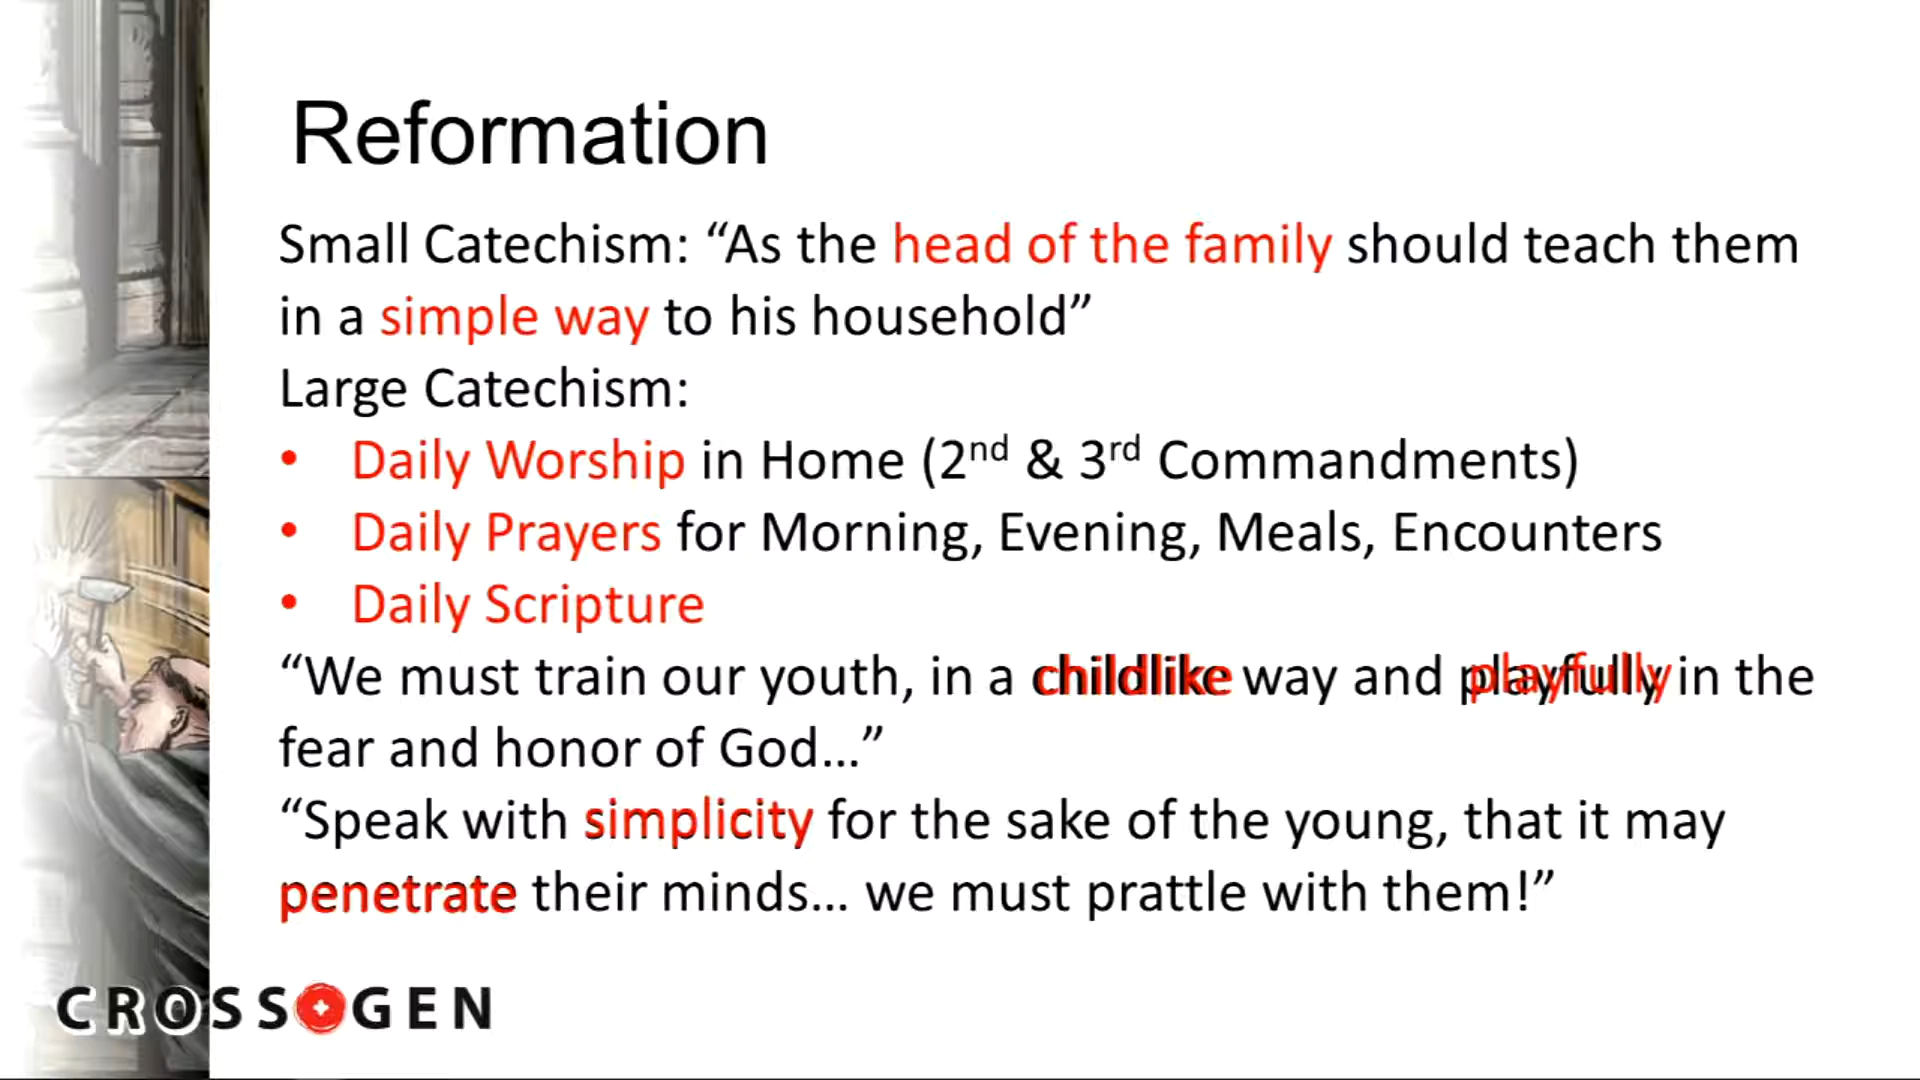 Reformation
Small Catechism: “As the head of the family should teach them
in a simple way to his household”
Large Catechism:
• Daily Worship in Home (2nd & 3rd Commandments)
• Daily Prayers for Morning, Evening, Meals, Encounters
• Daily Scripture
“We must train our youth, in a childlike way and playfully in the
fear and honor of God...”
“Speak with simplicity for the sake of the young, that it may
penetrate their minds... we must prattle with them!”
CROSS GEN